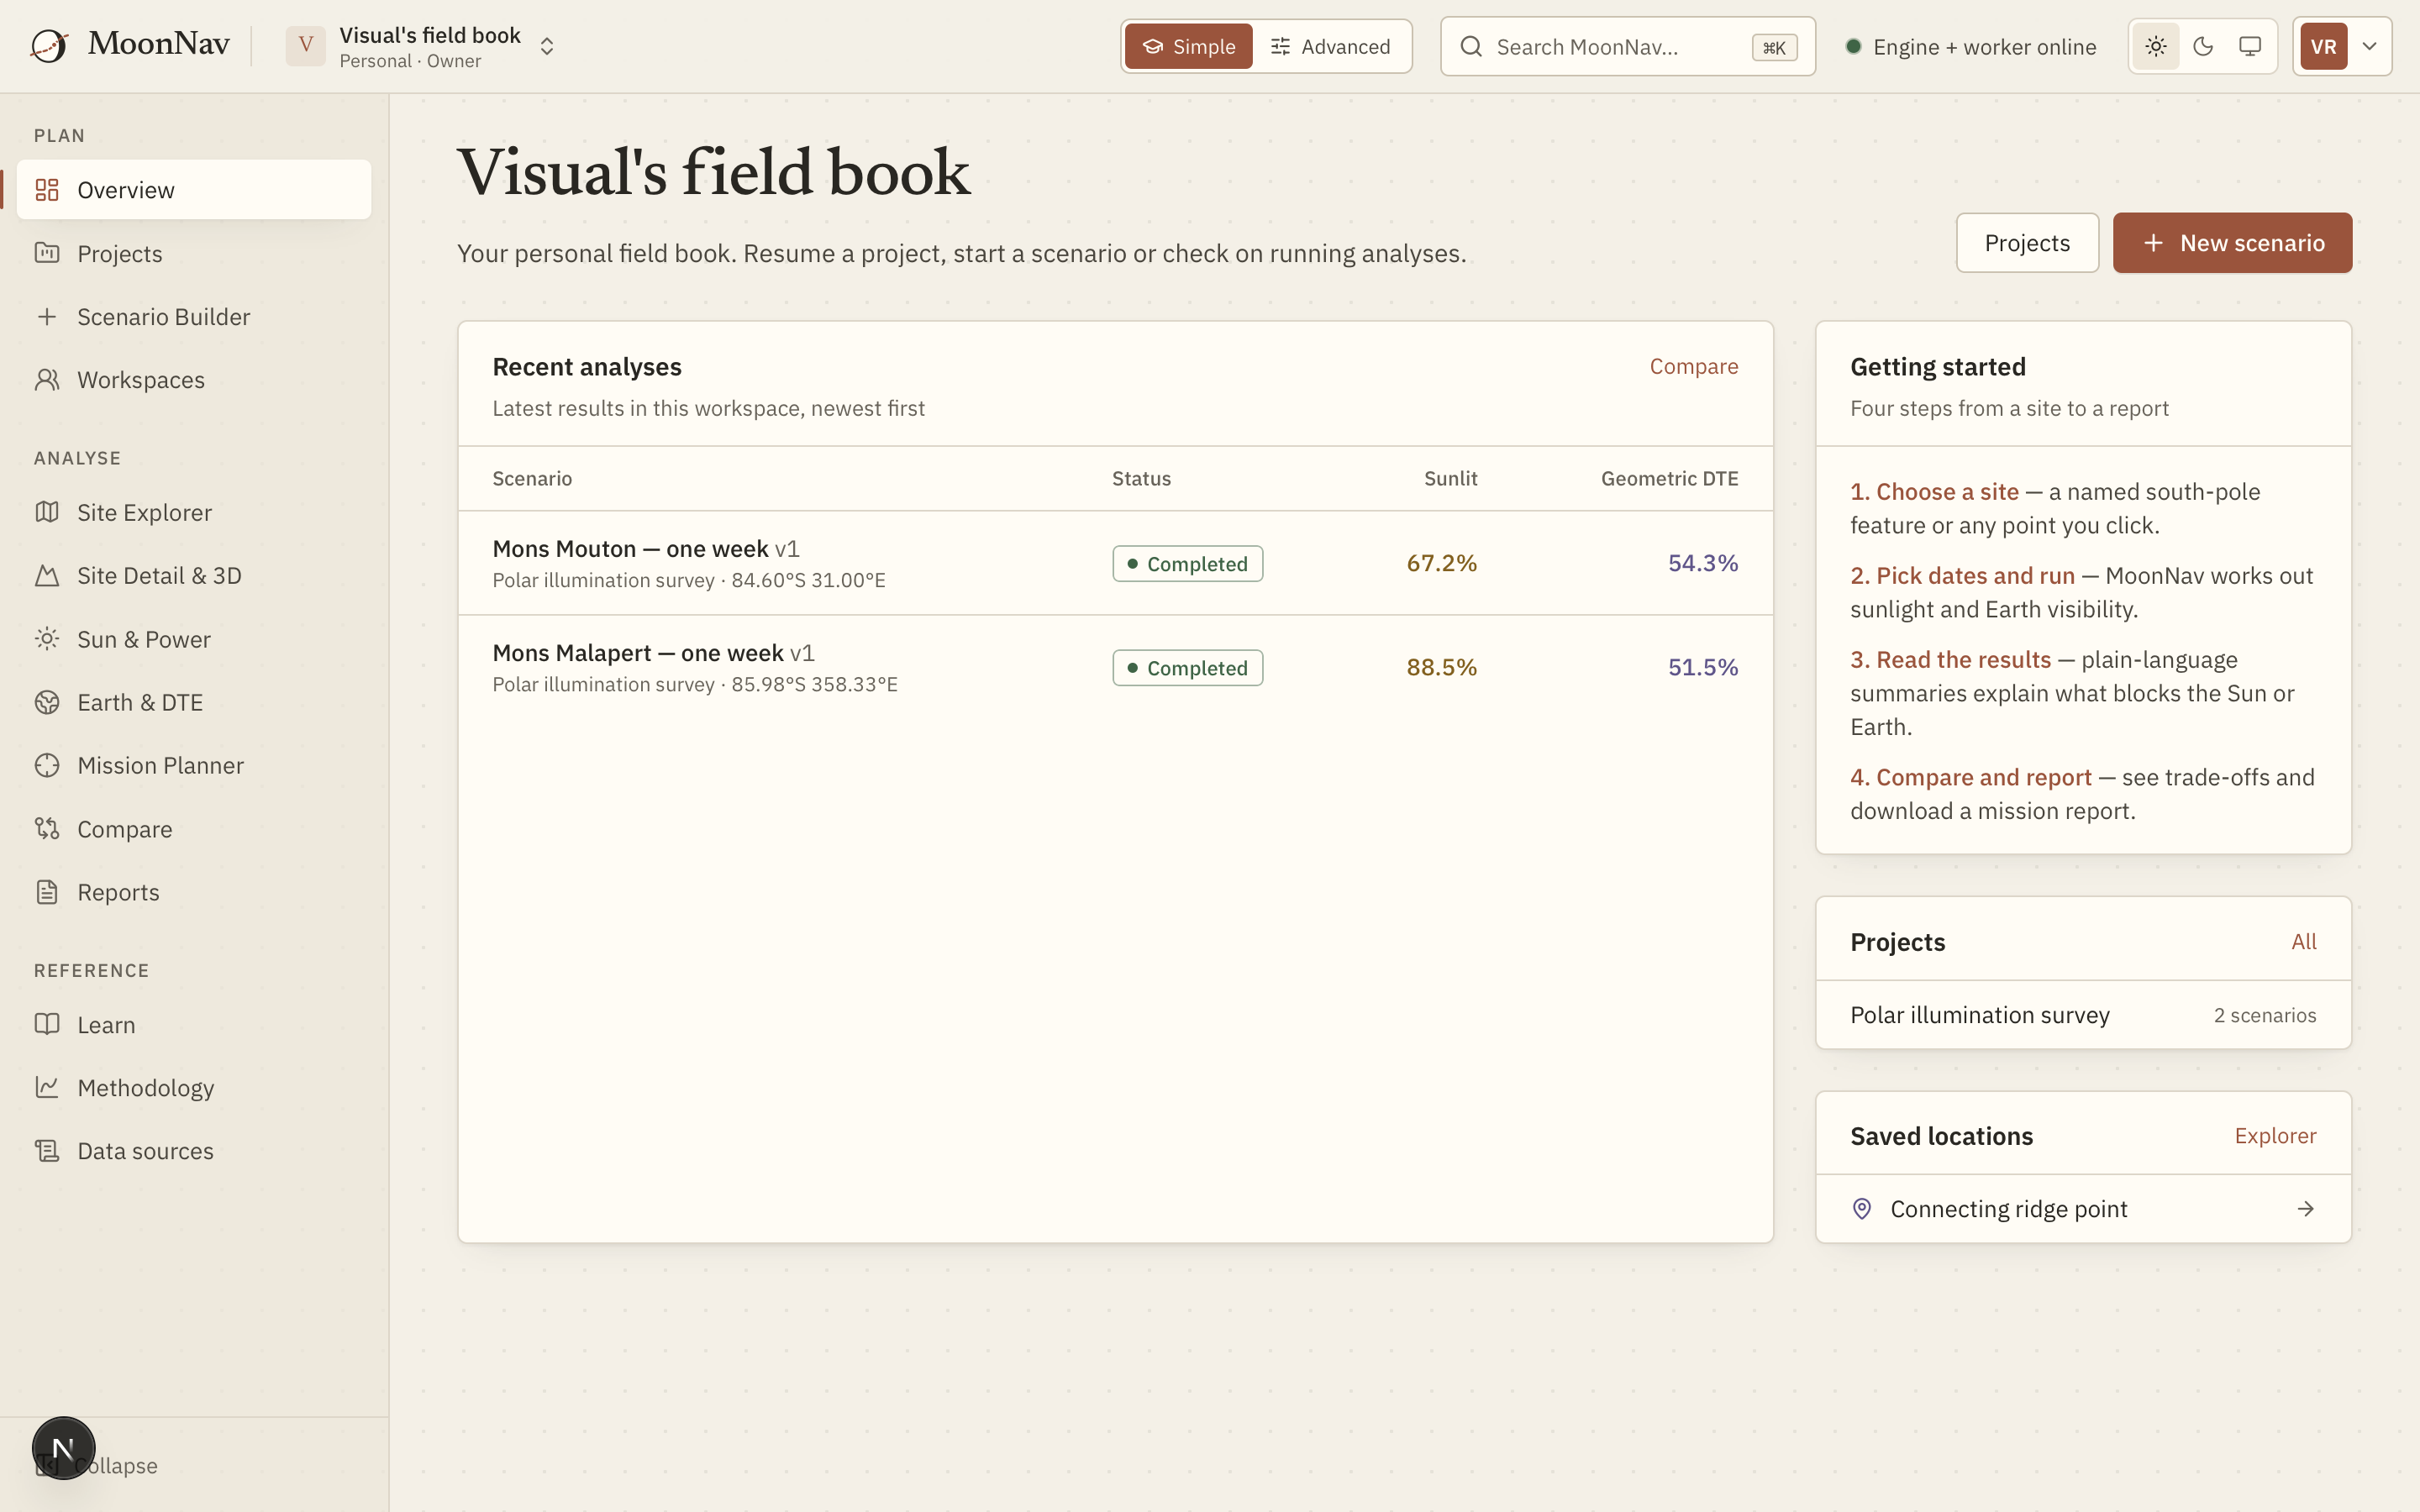 MoonNav
V
Visual's field book
Personal · Owner
Simple
Advanced
Search MoonNav...
⌘K
Engine + worker online
VR
PLAN
Overview
Projects
Scenario Builder
Workspaces
ANALYSE
Site Explorer
Site Detail & 3D
Sun & Power
Earth & DTE
Mission Planner
Compare
Reports
REFERENCE
Learn
Methodology
Data sources
N
Collapse
Visual's field book
Your personal field book. Resume a project, start a scenario or check on running analyses.
Projects
+ New scenario
Recent analyses
Compare
Latest results in this workspace, newest first
Scenario Status Sunlit Geometric DTE
Mons Mouton — one week v1
Polar illumination survey · 84.60°S 31.00°E
Completed
67.2%
54.3%
Mons Malapert — one week v1
Polar illumination survey · 85.98°S 358.33°E
Completed
88.5%
51.5%
Getting started
Four steps from a site to a report
1. Choose a site — a named south-pole
feature or any point you click.
2. Pick dates and run — MoonNav works out
sunlight and Earth visibility.
3. Read the results — plain-language
summaries explain what blocks the Sun or
Earth.
4. Compare and report — see trade-offs and
download a mission report.
Projects
All
Polar illumination survey
2 scenarios
Saved locations
Explorer
Connecting ridge point